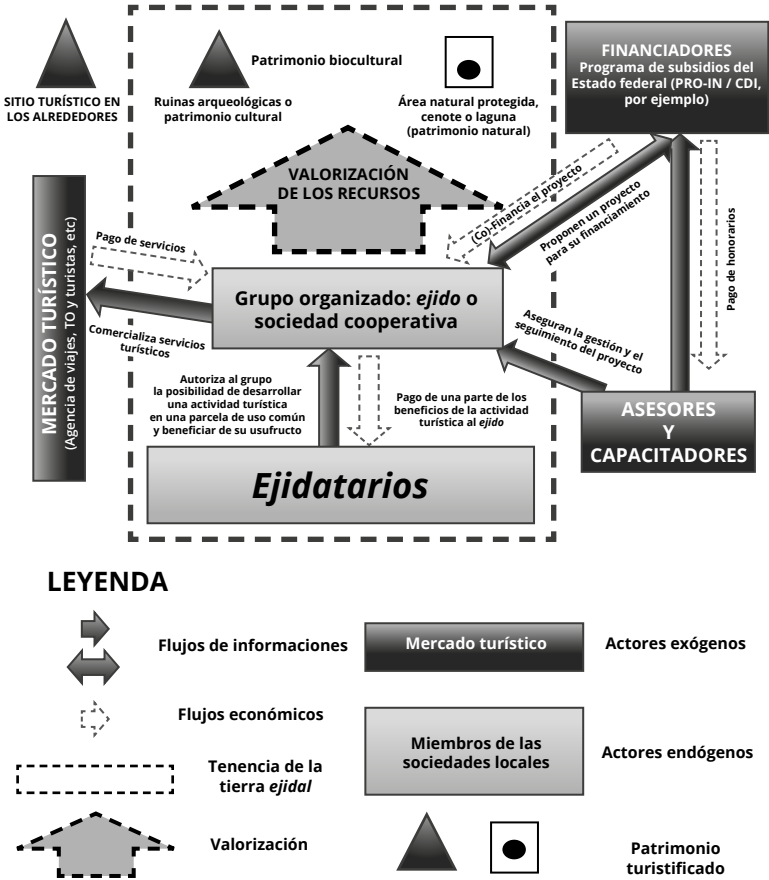 Patrimonio biocultural
SITIO TURÍSTICO EN
LOS ALREDEDORES
Ruinas arqueológicas o
patrimonio cultural
Área natural protegida,
cenote o laguna
(patrimonio natural)
FINANCIADORES
Programa de subsidios del
Estado federal (PRO-IN / CDI,
por ejemplo)
VALORIZACIÓN
DE LOS RECURSOS
(Co)-Financia el proyecto
Proponen un proyecto
para su financiamiento
Pago de honorarios
MERCADO TURÍSTICO
(Agencia de viajes, TO y turistas, etc)
Pago de servicios
Comercializa servicios
turísticos
Grupo organizado: ejido o
sociedad cooperativa
Aseguran la gestión y el
seguimiento del proyecto
Autoriza al grupo
la posibilidad de desarrollar
una actividad turística
en una parcela de uso común
y beneficiar de su usufructo
Pago de una parte de los
beneficios de la actividad
turística al ejido
ASESORES
Y
CAPACITADORES
Ejidatarios
LEYENDA
Flujos de informaciones
Mercado turístico
Actores exógenos
Flujos económicos
Miembros de las
sociedades locales
Actores endógenos
Tenencia de la
tierra ejidal
Valorización
Patrimonio
turistificado